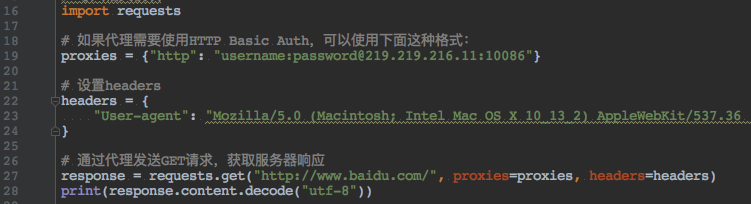 16 import requests
17
18 # 如果代理需要使用HTTP Basic Auth，可以使用下面这种格式：
19 proxies = {"http": "username:password@219.219.216.11:10086"}
20
21 # 设置headers
22 headers = {
23 "User-agent": "Mozilla/5.0 (Macintosh; Intel Mac OS X 10_13_2) AppleWebKit/537.36
24 }
25
26 # 通过代理发送GET请求，获取服务器响应
27 response = requests.get("http://www.baidu.com/", proxies=proxies, headers=headers)
28 print(response.content.decode("utf-8"))